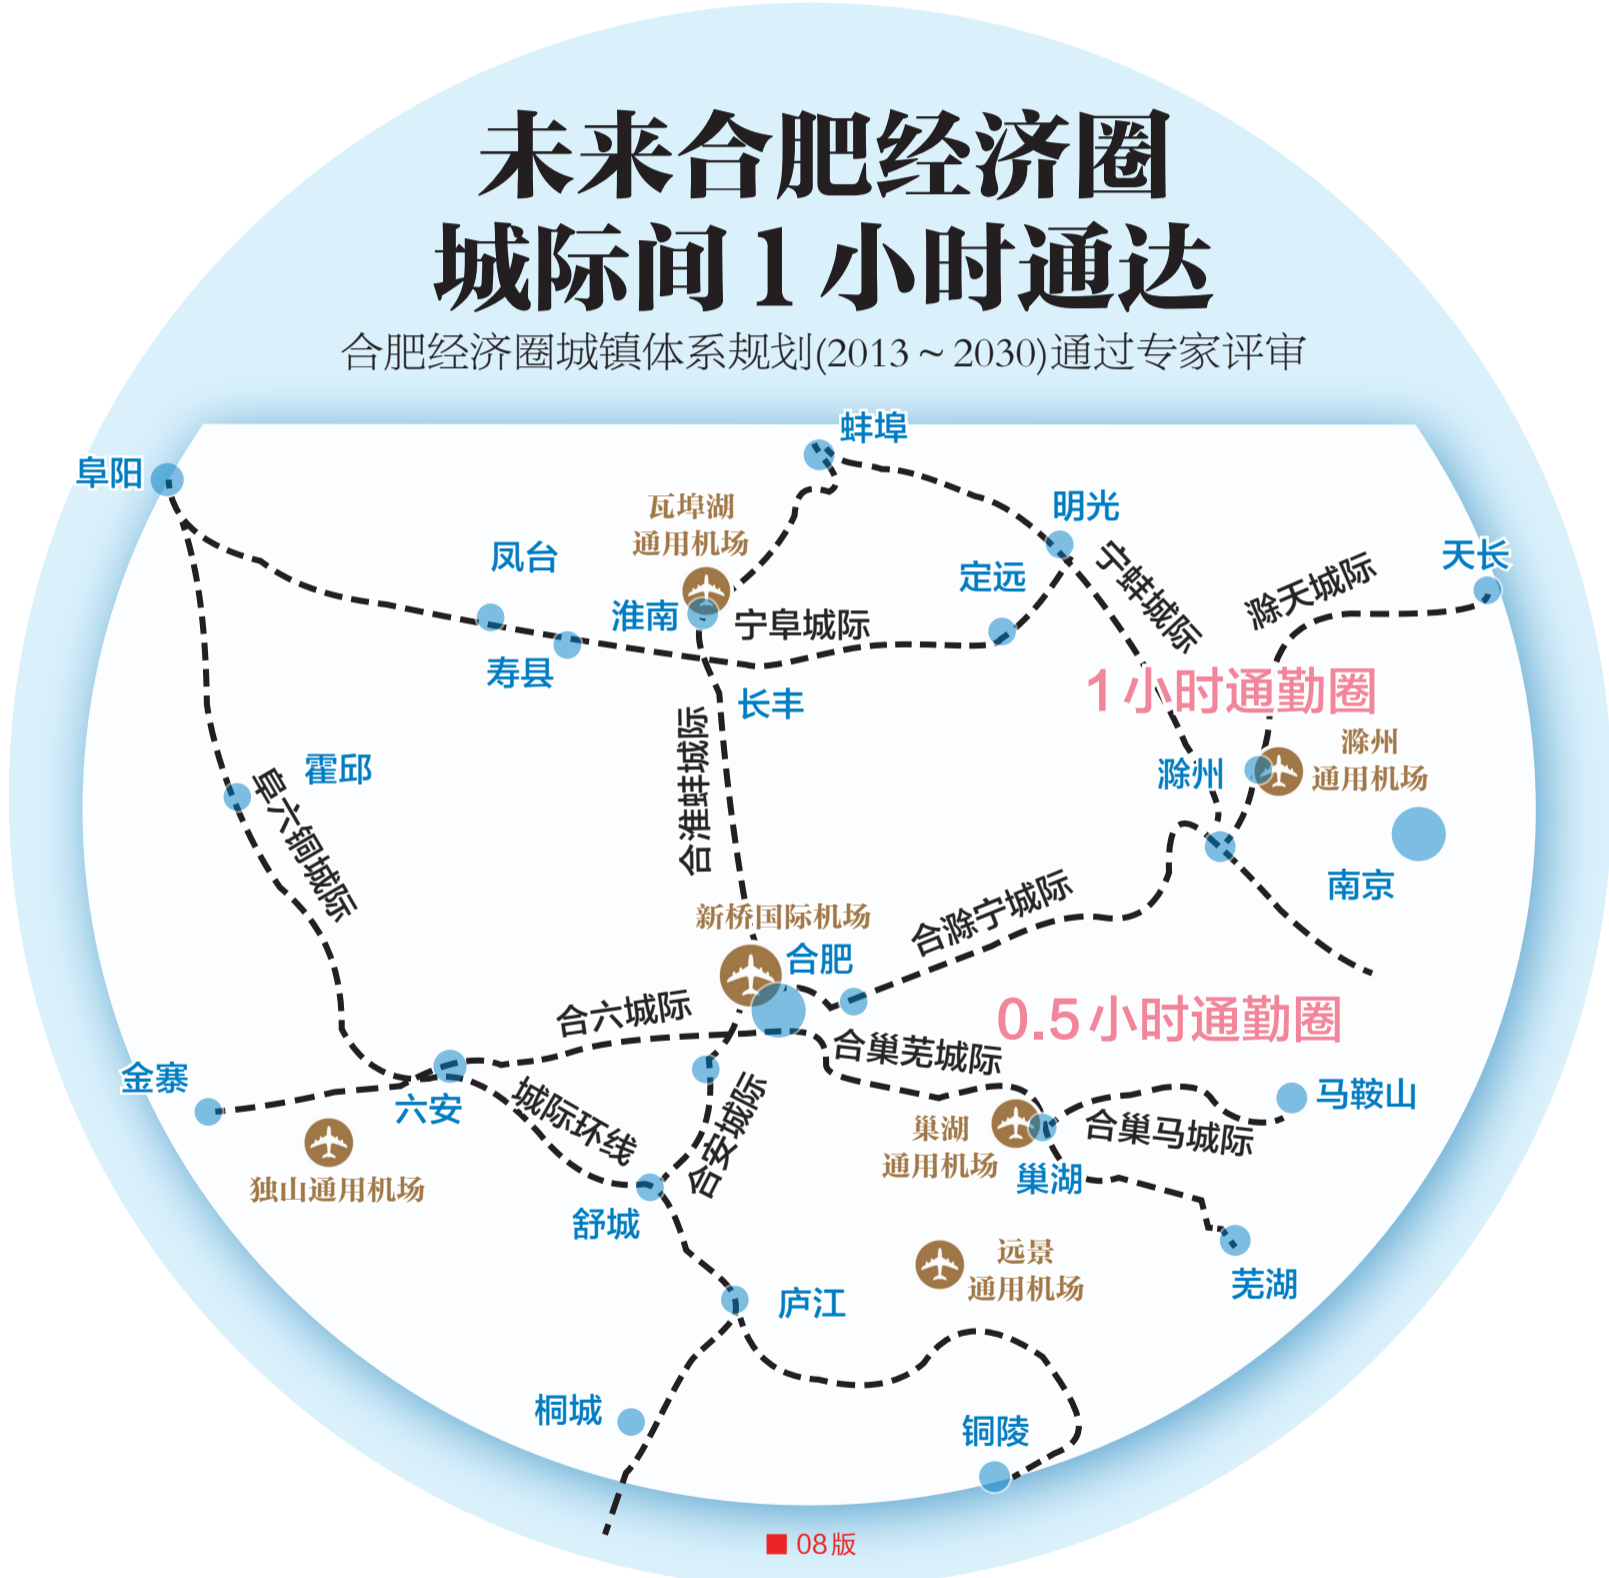 未来合肥经济圈
城际间1小时通达
合肥经济圈城镇体系规划(2013~2030)通过专家评审
蚌埠
阜阳
瓦埠湖
通用机场
明光
凤台
天长
定远
滁天城际
宁蚌城际
淮南
宁阜城际
寿县
1小时通勤圈
长丰
合淮蚌城际
滁州
通用机场
滁州
霍邱
阜六铜城际
南京
新桥国际机场
合肥
合滁宁城际
合六城际
0.5小时通勤圈
合巢芜城际
金寨
六安
城际环线
合安城际
马鞍山
合巢马城际
巢湖
通用机场
巢湖
独山通用机场
舒城
远景
通用机场
芜湖
庐江
桐城
铜陵
08版